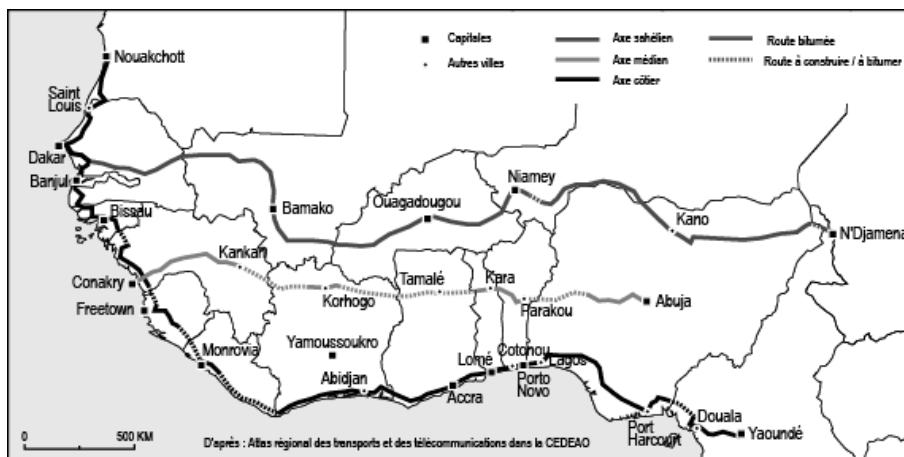 Capitales
Autres villes
Axe sahélien
Axe médian
Axe côtier
Route bitumée
Route à construire / à bitumer
Nouakchott
Saint
Louis
Dakar
Banjul
Bissau
Bamako
Ouagadougou
Niamey
Kano
N'Djamena
Kankan
Conakry
Freetown
Korhogo
Tamalé
Kara
Parakou
Abuja
Monrovia
Yamoussoukro
Abidjan
Accra
Lomé
Cotonou
Porto
Novo
Lagos
Port
Harcourt
Douala
Yaoundé
0
500 KM
D'après : Atlas régional des transports et des télécommunications dans la CEDEAO